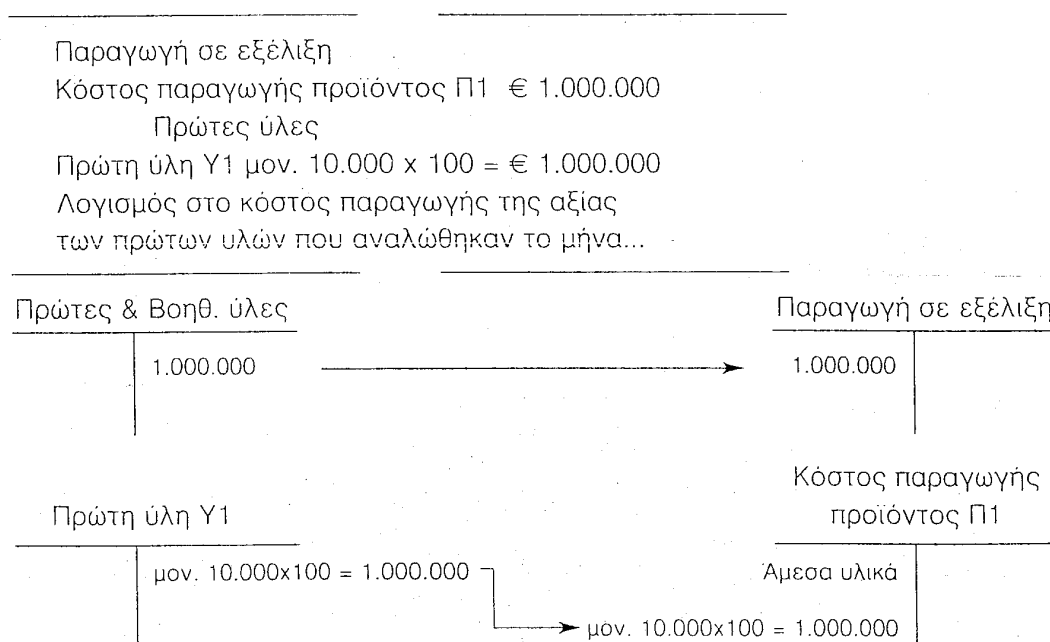 Παραγωγή σε εξέλιξη
Κόστος παραγωγής προϊόντος Π1 € 1.000.000
Πρώτες ύλες
Πρώτη ύλη Υ1 μον. 10.000 x 100 = € 1.000.000
Λογισμός στο κόστος παραγωγής της αξίας
των πρώτων υλών που αναλώθηκαν το μήνα...
Πρώτες & Βοηθ. ύλες Παραγωγή σε εξέλιξη
1.000.000 1.000.000
Κόστος παραγωγής
Πρώτη ύλη Υ1 προϊόντος Π1
μον. 10.000x100 = 1.000.000 Άμεσα υλικά
μον. 10.000x100 = 1.000.000